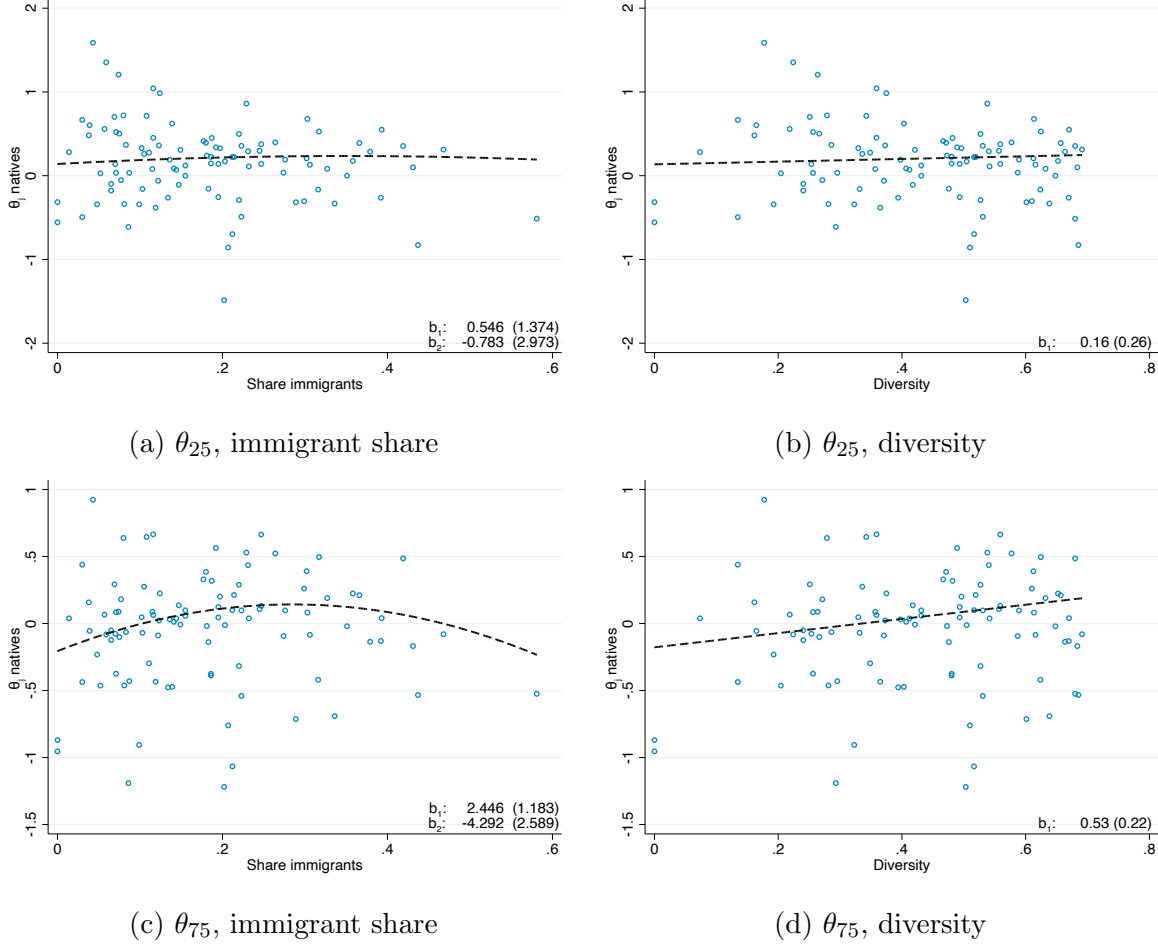 2
1
0
-1
-2
θj natives
0
.2
.4
.6
Share immigrants
b1: 0.546 (1.374)
b2: -0.783 (2.973)
(a) θ25, immigrant share
2
1
0
-1
-2
θj natives
0
.2
.4
.6
.8
Diversity
b1: 0.16 (0.26)
(b) θ25, diversity
1
.5
0
-.5
-1
-1.5
θj natives
0
.2
.4
.6
Share immigrants
b1: 2.446 (1.183)
b2: -4.292 (2.589)
(c) θ75, immigrant share
1
.5
0
-.5
-1
-1.5
θj natives
0
.2
.4
.6
.8
Diversity
b1: 0.53 (0.22)
(d) θ75, diversity